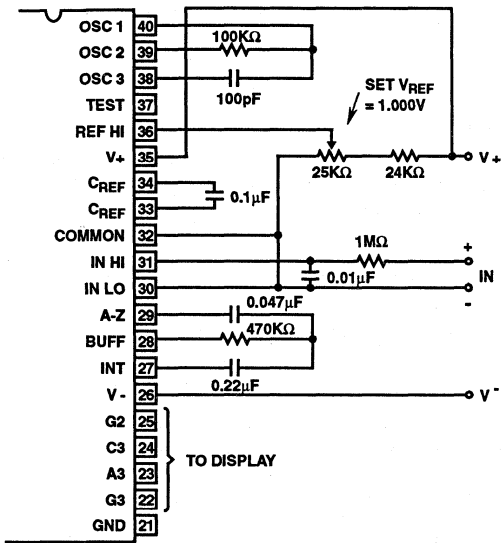 OSC 1 40
100KΩ
OSC 2 39
OSC 3 38
100pF
TEST 37
SET VREF
= 1.000V
REF HI 36
V+ 35
V+
25KΩ 24KΩ
CREF 34
0.1μF
CREF 33
COMMON 32
1MΩ
+
IN HI 31
0.01μF
IN
IN LO 30
-
0.047μF
A-Z 29
470KΩ
BUFF 28
INT 27
0.22μF
V - 26
V-
G2 25
C3 24
TO DISPLAY
A3 23
G3 22
GND 21